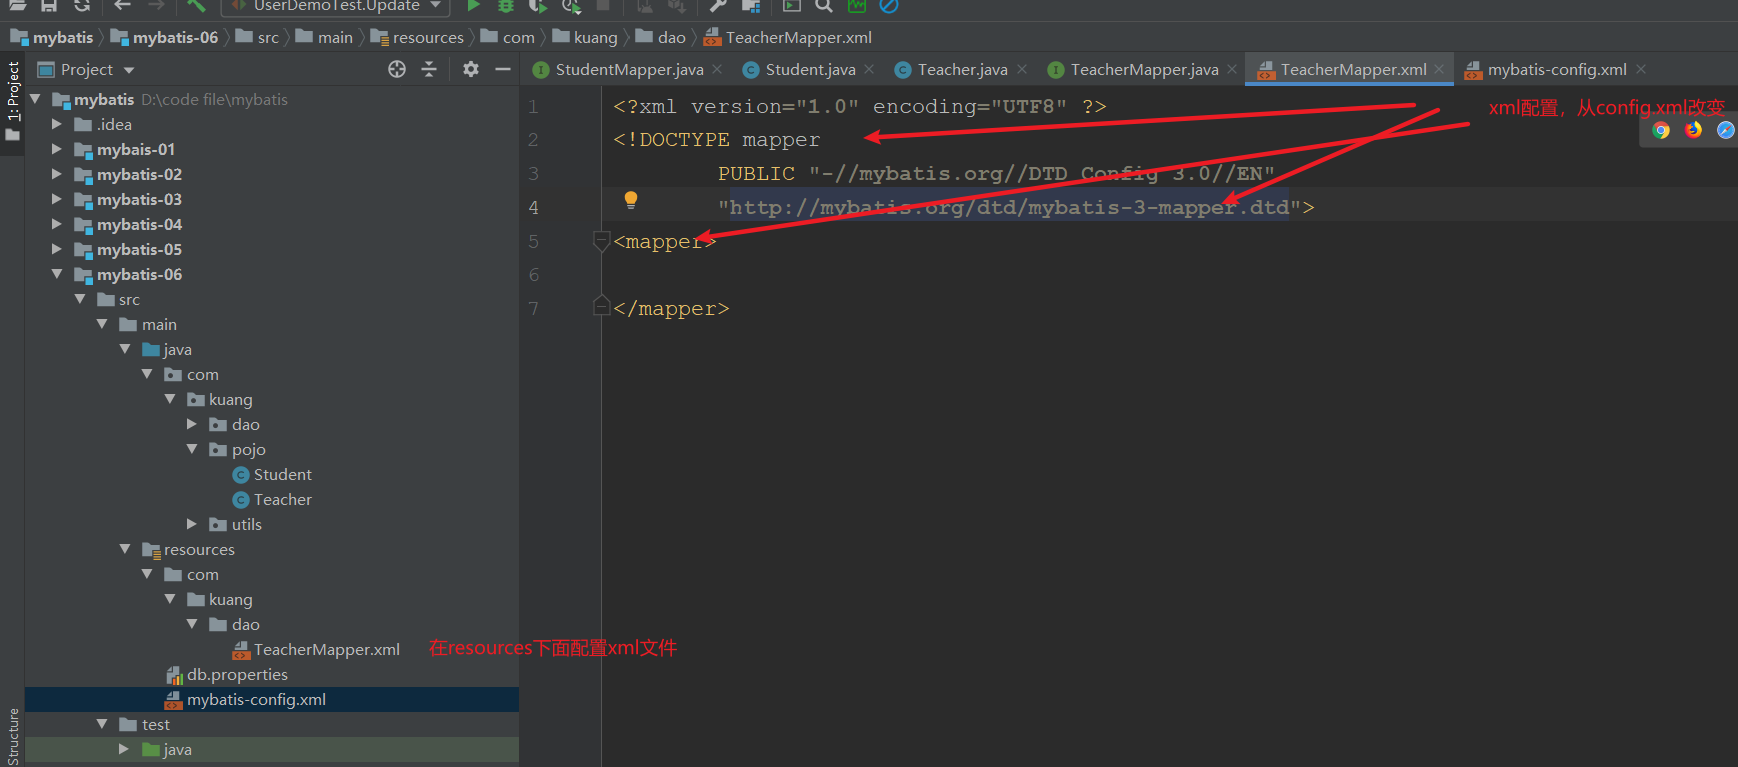 UserDemoTest.Update
mybatis mybatis-06 src main resources com kuang dao TeacherMapper.xml
Project
StudentMapper.java Student.java Teacher.java TeacherMapper.java TeacherMapper.xml mybatis-config.xml
1: Project
mybatis D:\code file\mybatis
.idea
mybais-01
mybatis-02
mybatis-03
mybatis-04
mybatis-05
mybatis-06
src
main
java
com
kuang
dao
pojo
Student
Teacher
utils
resources
com
kuang
dao
TeacherMapper.xml
在resources下面配置xml文件
db.properties
mybatis-config.xml
test
java
Structure
1 <?xml version="1.0" encoding="UTF8" ?>
xml配置，从config.xml改变
2 <!DOCTYPE mapper
3 PUBLIC "-//mybatis.org//DTD Config 3.0//EN"
4 "http://mybatis.org/dtd/mybatis-3-mapper.dtd">
5 <mapper>
6
7 </mapper>